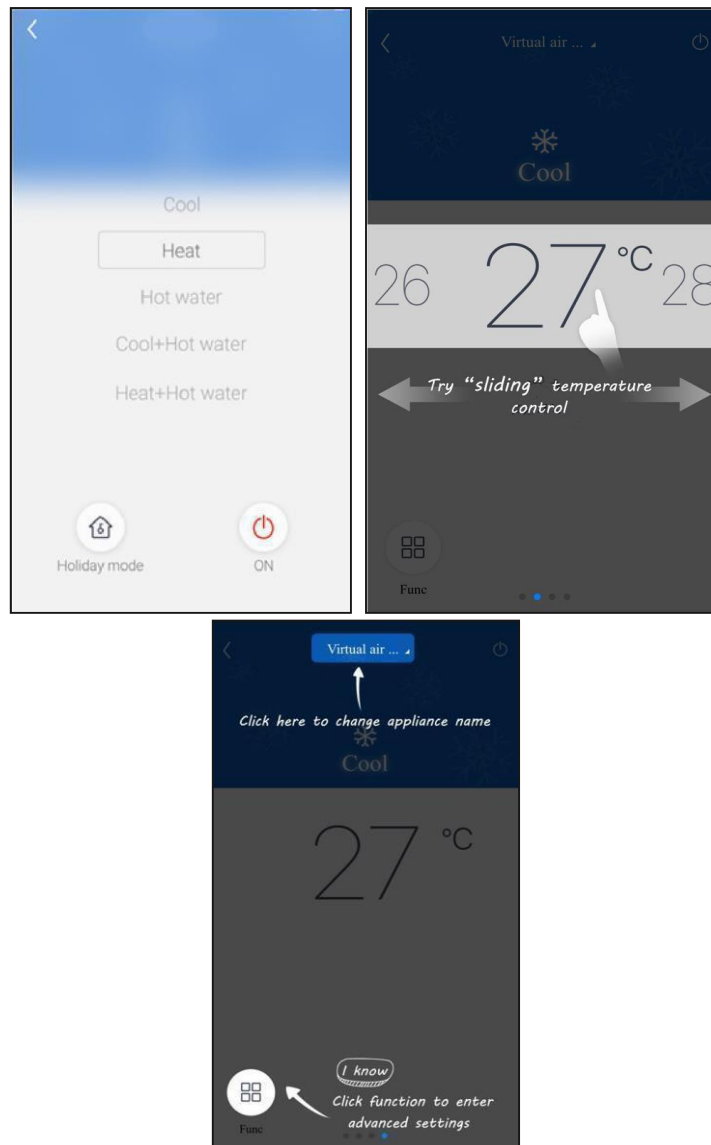 Cool
Heat
Hot water
Cool+Hot water
Heat+Hot water
Holiday mode
ON
Virtual air ...
Cool
26
27°C
28
Try “sliding” temperature
control
Func
Virtual air ...
Click here to change appliance name
Cool
27 °C
I know
Click function to enter
advanced settings
Func